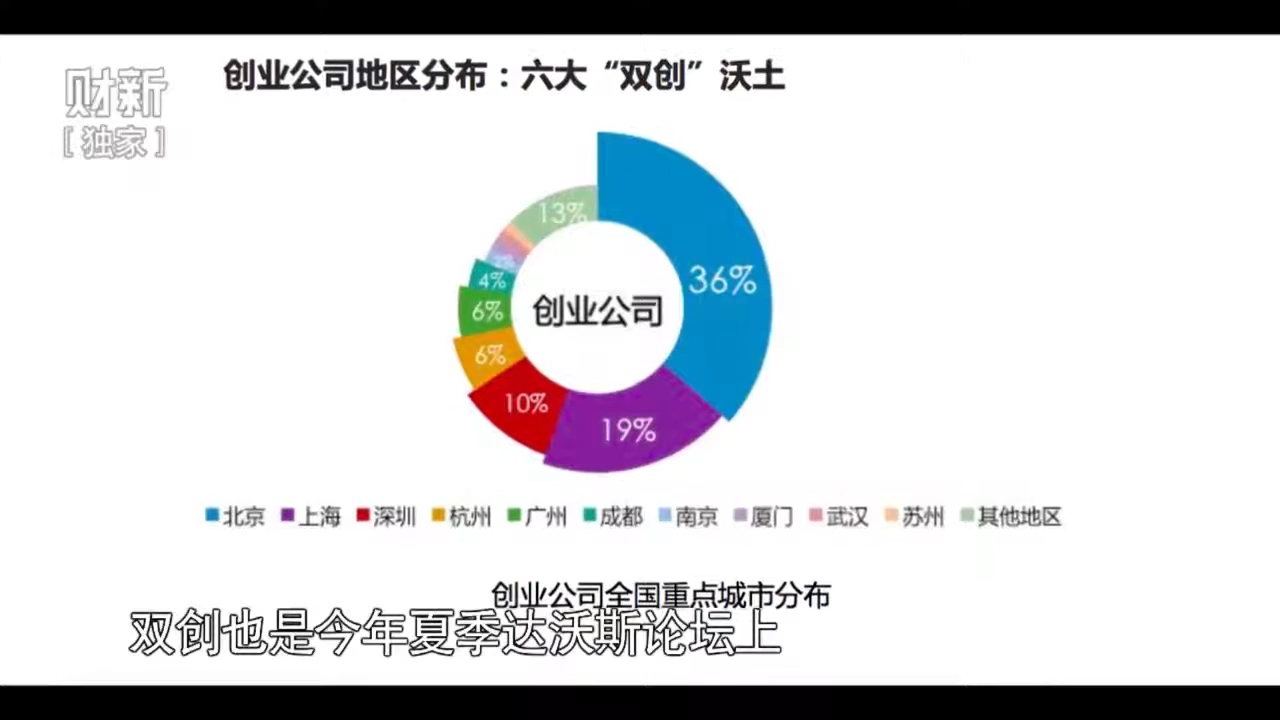 财新
[独家]
创业公司地区分布：六大“双创”沃土
13%
36%
4%
6%
6%
10%
19%
创业公司
北京 上海 深圳 杭州 广州 成都 南京 厦门 武汉 苏州 其他地区
创业公司全国重点城市分布
双创也是今年夏季达沃斯论坛上